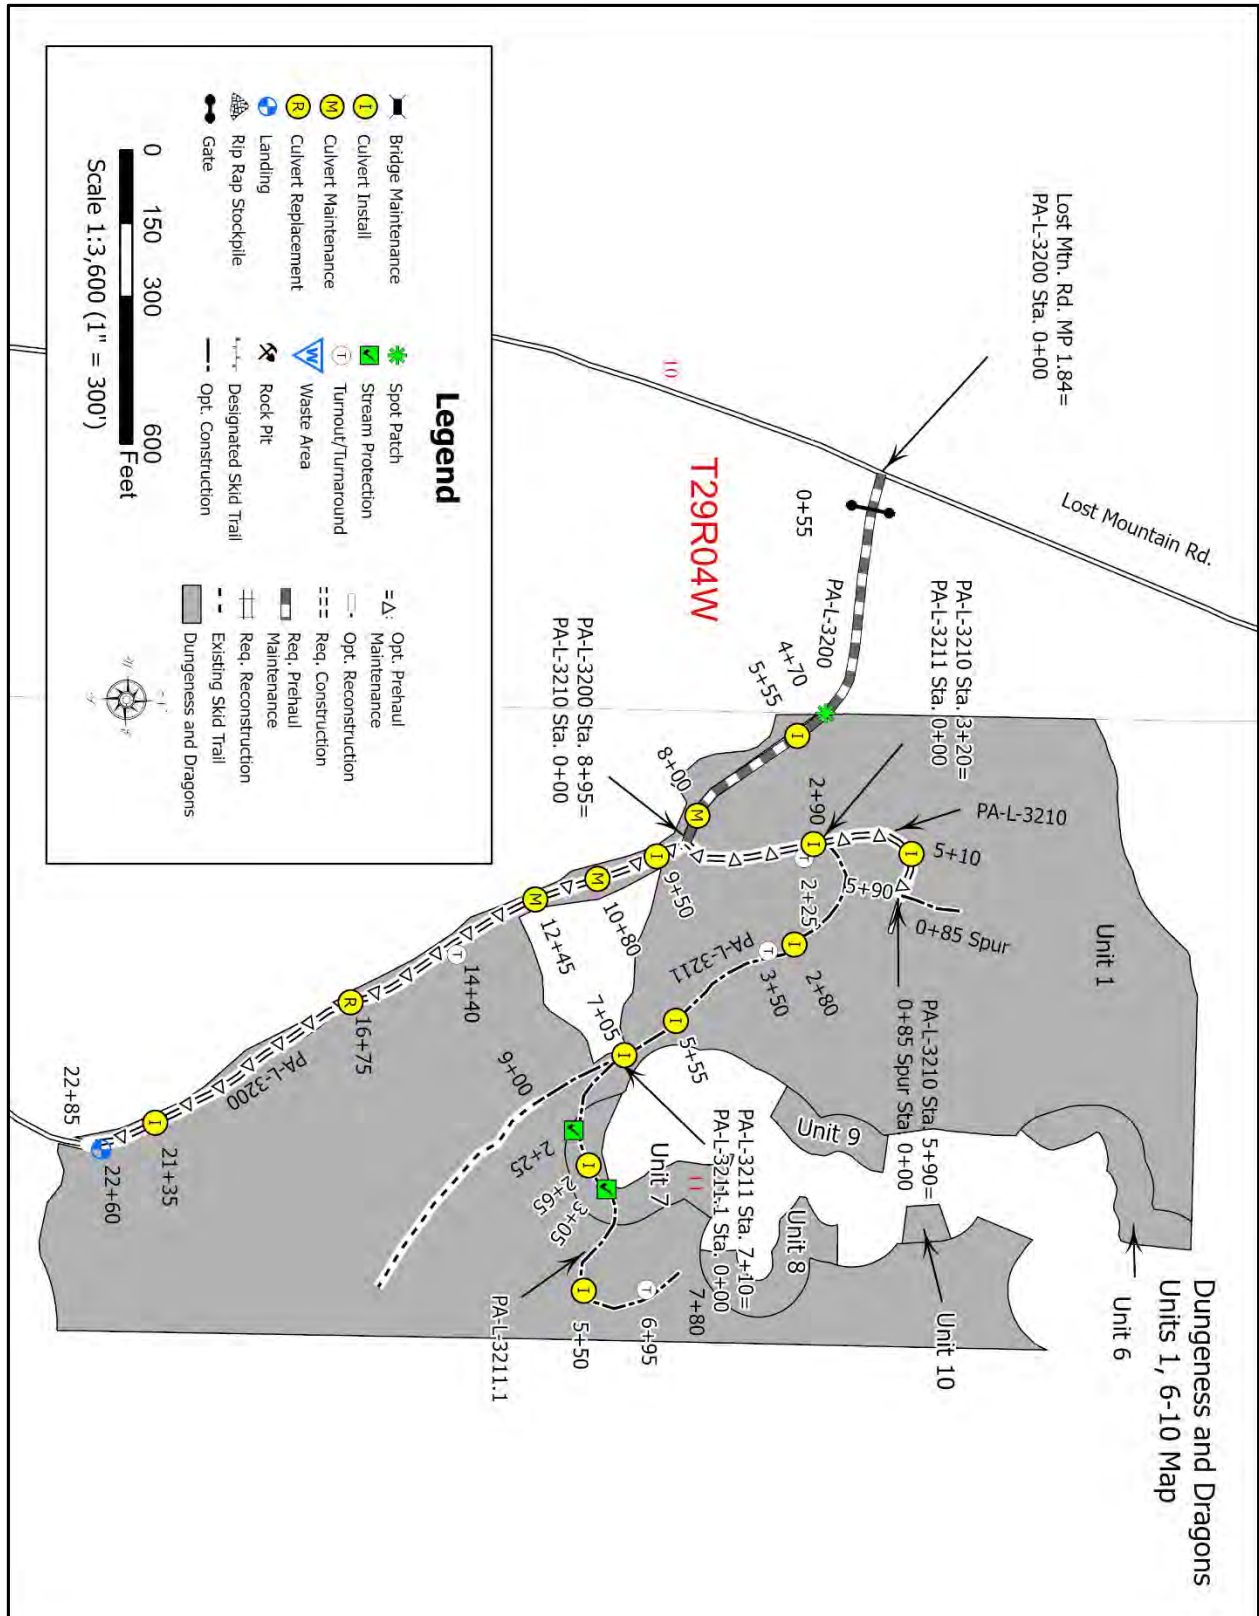 Dungeness and Dragons
Units 1, 6-10 Map
Lost Mtn. Rd. MP 1.84=
PA-L-3200 Sta. 0+00
Lost Mountain Rd.
10
T29R04W
0+55
PA-L-3200
4+70
5+55
8+00
PA-L-3210 Sta. 3+20=
PA-L-3211 Sta. 0+00
PA-L-3200 Sta. 8+95=
PA-L-3210 Sta. 0+00
PA-L-3210
2+90
5+10
5+90
0+85 Spur
PA-L-3210 Sta. 5+90=
0+85 Spur Sta. 0+00
Unit 1
2+25
2+80
3+50
PA-L-3211
5+55
7+05
9+50
10+80
12+45
14+40
16+75
PA-L-3200
21+35
22+60
22+85
9+00
PA-L-3211 Sta. 7+10=
PA-L-3211.1 Sta. 0+00
2+25
2+65
3+05
5+50
6+95
7+80
PA-L-3211.1
11
Unit 7
Unit 9
Unit 8
Unit 10
Unit 6
I
M
I
I
I
I
M
M
R
I
I
I
I
I
T
T
T
T
Legend
Bridge Maintenance
I
Culvert Install
M
Culvert Maintenance
R
Culvert Replacement
Landing
Rip Rap Stockpile
Gate
Spot Patch
Stream Protection
T
Turnout/Turnaround
W
Waste Area
Rock Pit
Designated Skid Trail
Opt. Construction
Opt. Prehaul
Maintenance
Opt. Reconstruction
Req. Construction
Req. Prehaul
Maintenance
Req. Reconstruction
Existing Skid Trail
Dungeness and Dragons
0 150 300 600
Feet
Scale 1:3,600 (1" = 300')